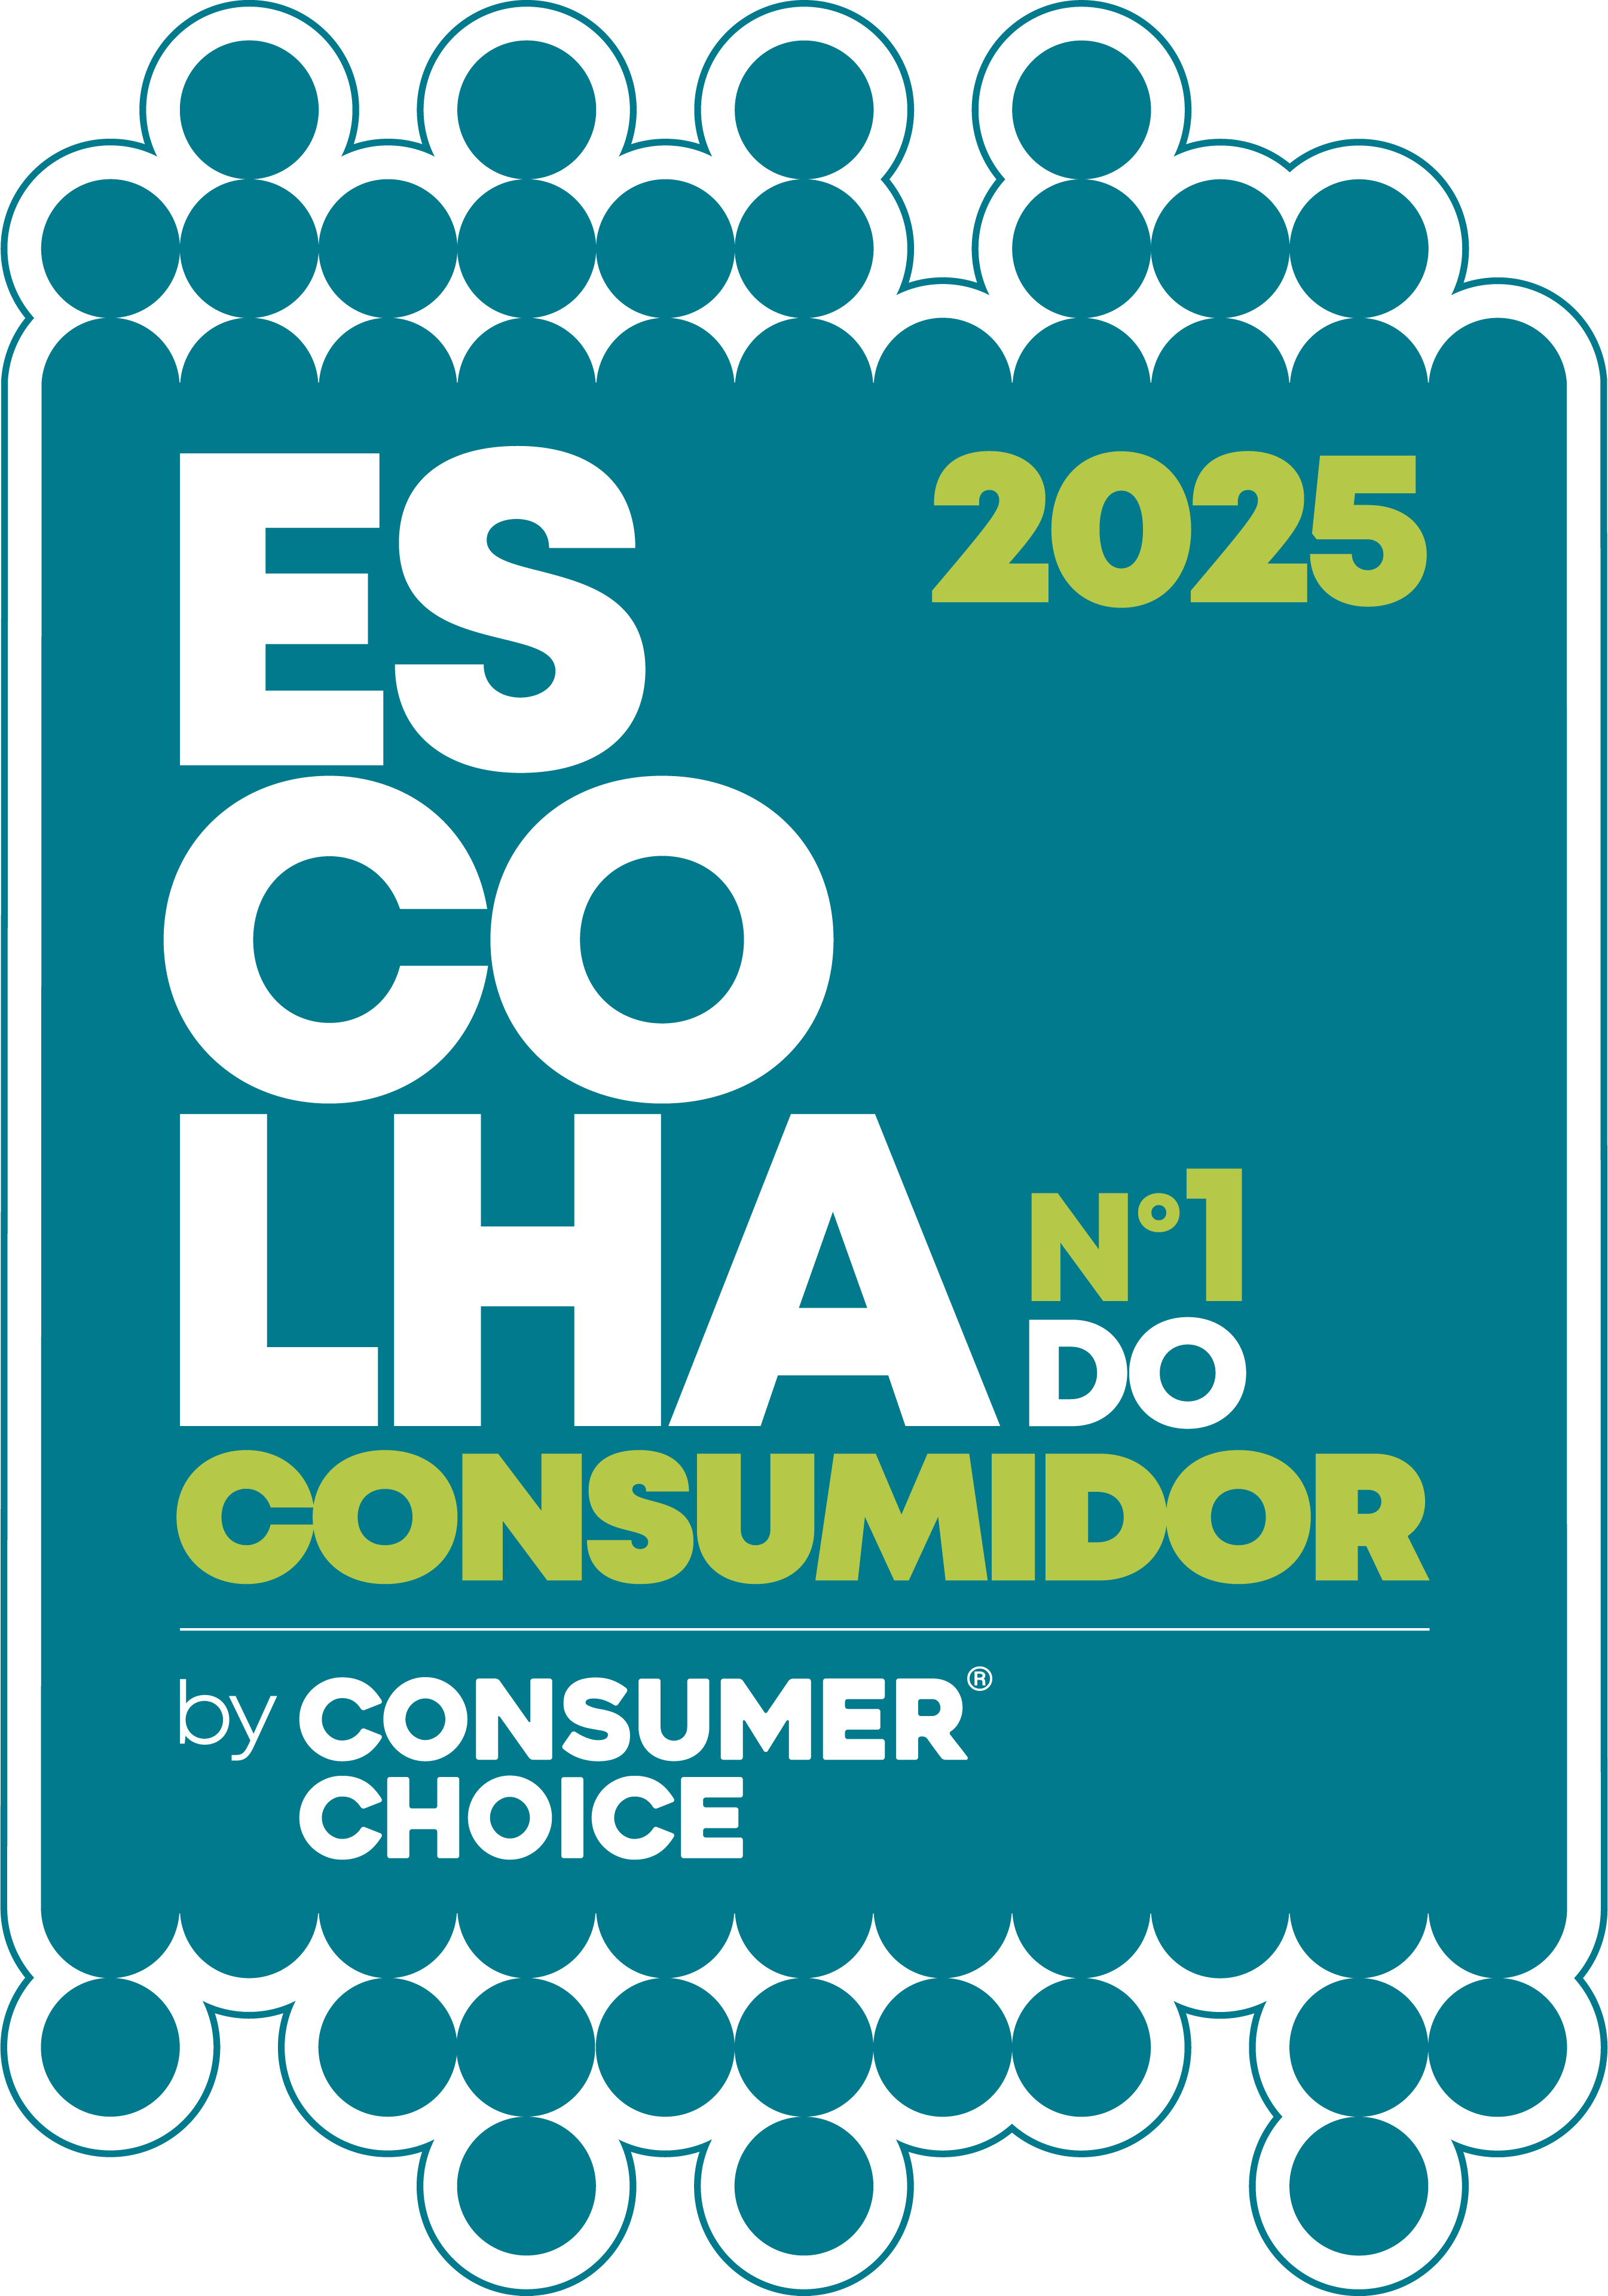 ES 2025
CO
LHA Nº1
DO
CONSUMIDOR
by CONSUMER®
CHOICE